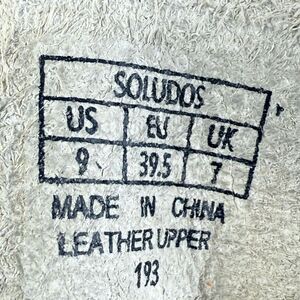 SOLUDOS
US EU UK
9 39.5 7
MADE IN CHINA
LEATHER UPPER
193